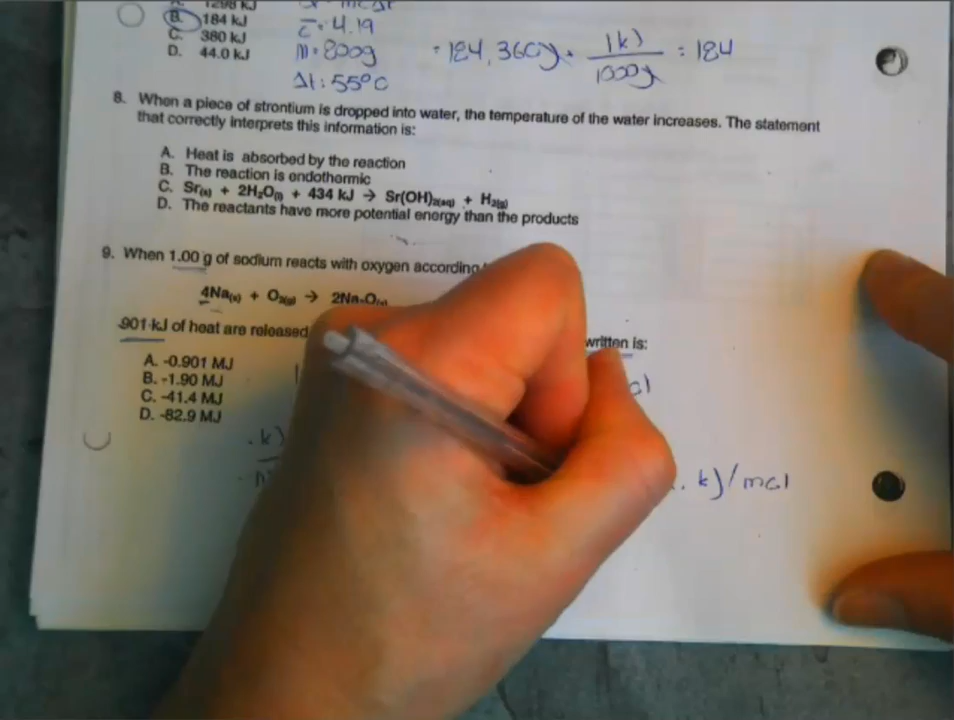 B. 184 kJ
C. 380 kJ
D. 44.0 kJ
c = 4.19
m = 800g
Δt : 55°C
= 184,360J · 1kJ / 1000J = 184
8. When a piece of strontium is dropped into water, the temperature of the water increases. The statement
that correctly interprets this information is:
A. Heat is absorbed by the reaction
B. The reaction is endothermic
C. Sr(s) + 2H₂O(l) + 434 kJ → Sr(OH)₂(aq) + H₂(g)
D. The reactants have more potential energy than the products
9. When 1.00 g of sodium reacts with oxygen according
4Na(s) + O₂(g) → 2Na₂O(s)
901 kJ of heat are released written is:
A. -0.901 MJ
B. -1.90 MJ
C. -41.4 MJ
D. -82.9 MJ
kJ
kJ/mol